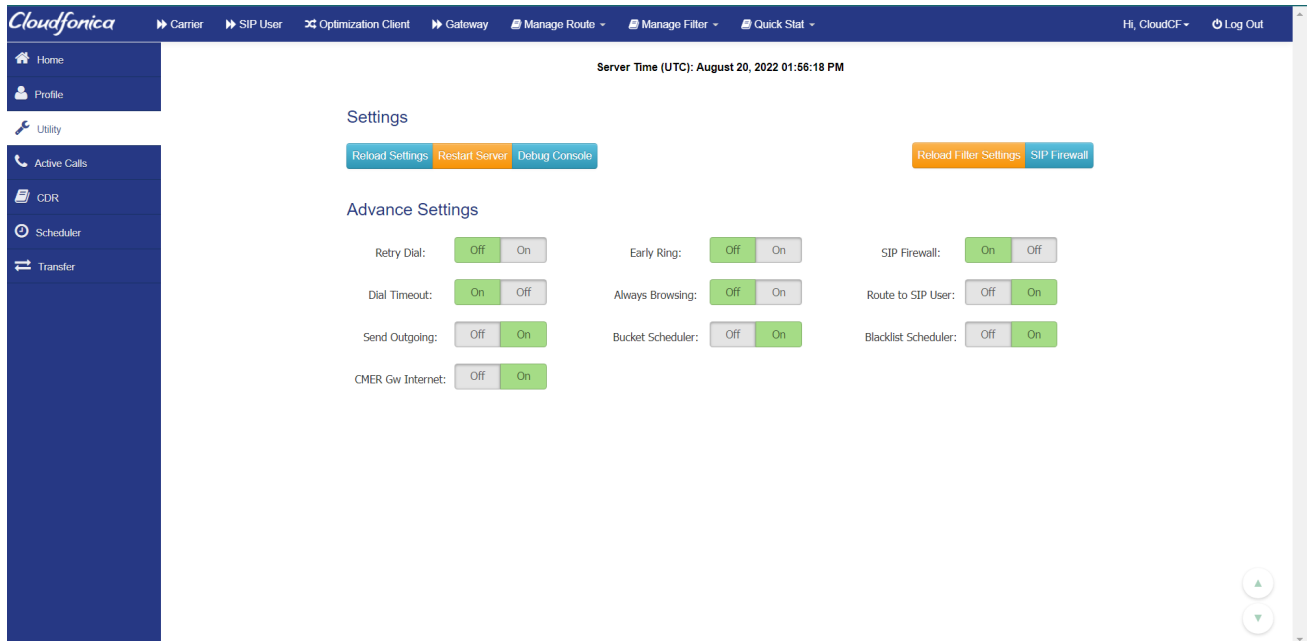 Cloudfonica Carrier SIP User Optimization Client Gateway Manage Route Manage Filter Quick Stat Hi, CloudCF Log Out
Home
Profile
Utility
Active Calls
CDR
Scheduler
Transfer
Server Time (UTC): August 20, 2022 01:56:18 PM
Settings
Reload Settings Restart Server Debug Console Reload Filter Settings SIP Firewall
Advance Settings
Retry Dial: Off On Early Ring: Off On SIP Firewall: On Off
Dial Timeout: On Off Always Browsing: Off On Route to SIP User: Off On
Send Outgoing: Off On Bucket Scheduler: Off On Blacklist Scheduler: Off On
CMER Gw Internet: Off On